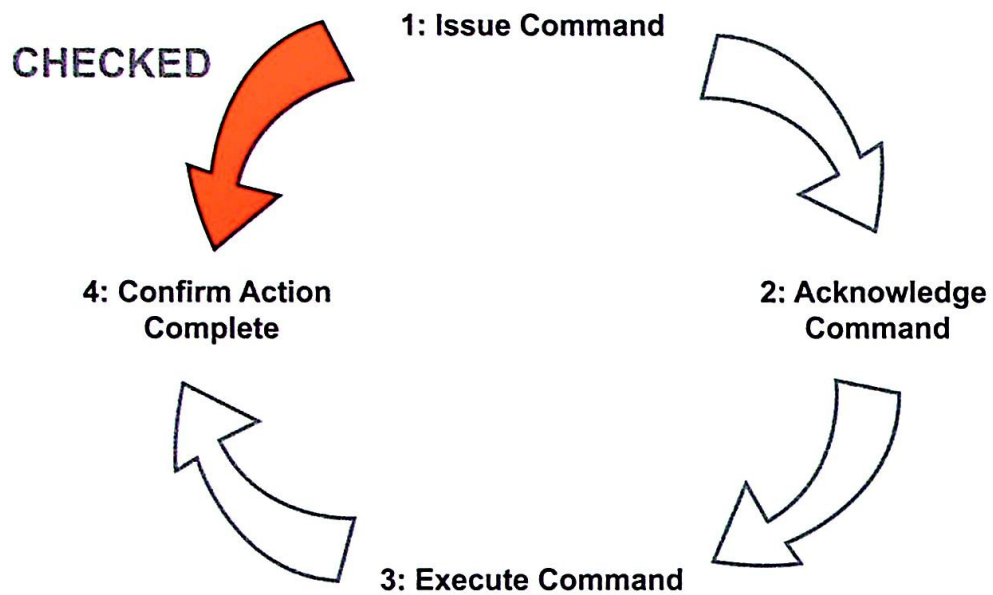 1: Issue Command
CHECKED
4: Confirm Action
Complete
2: Acknowledge
Command
3: Execute Command